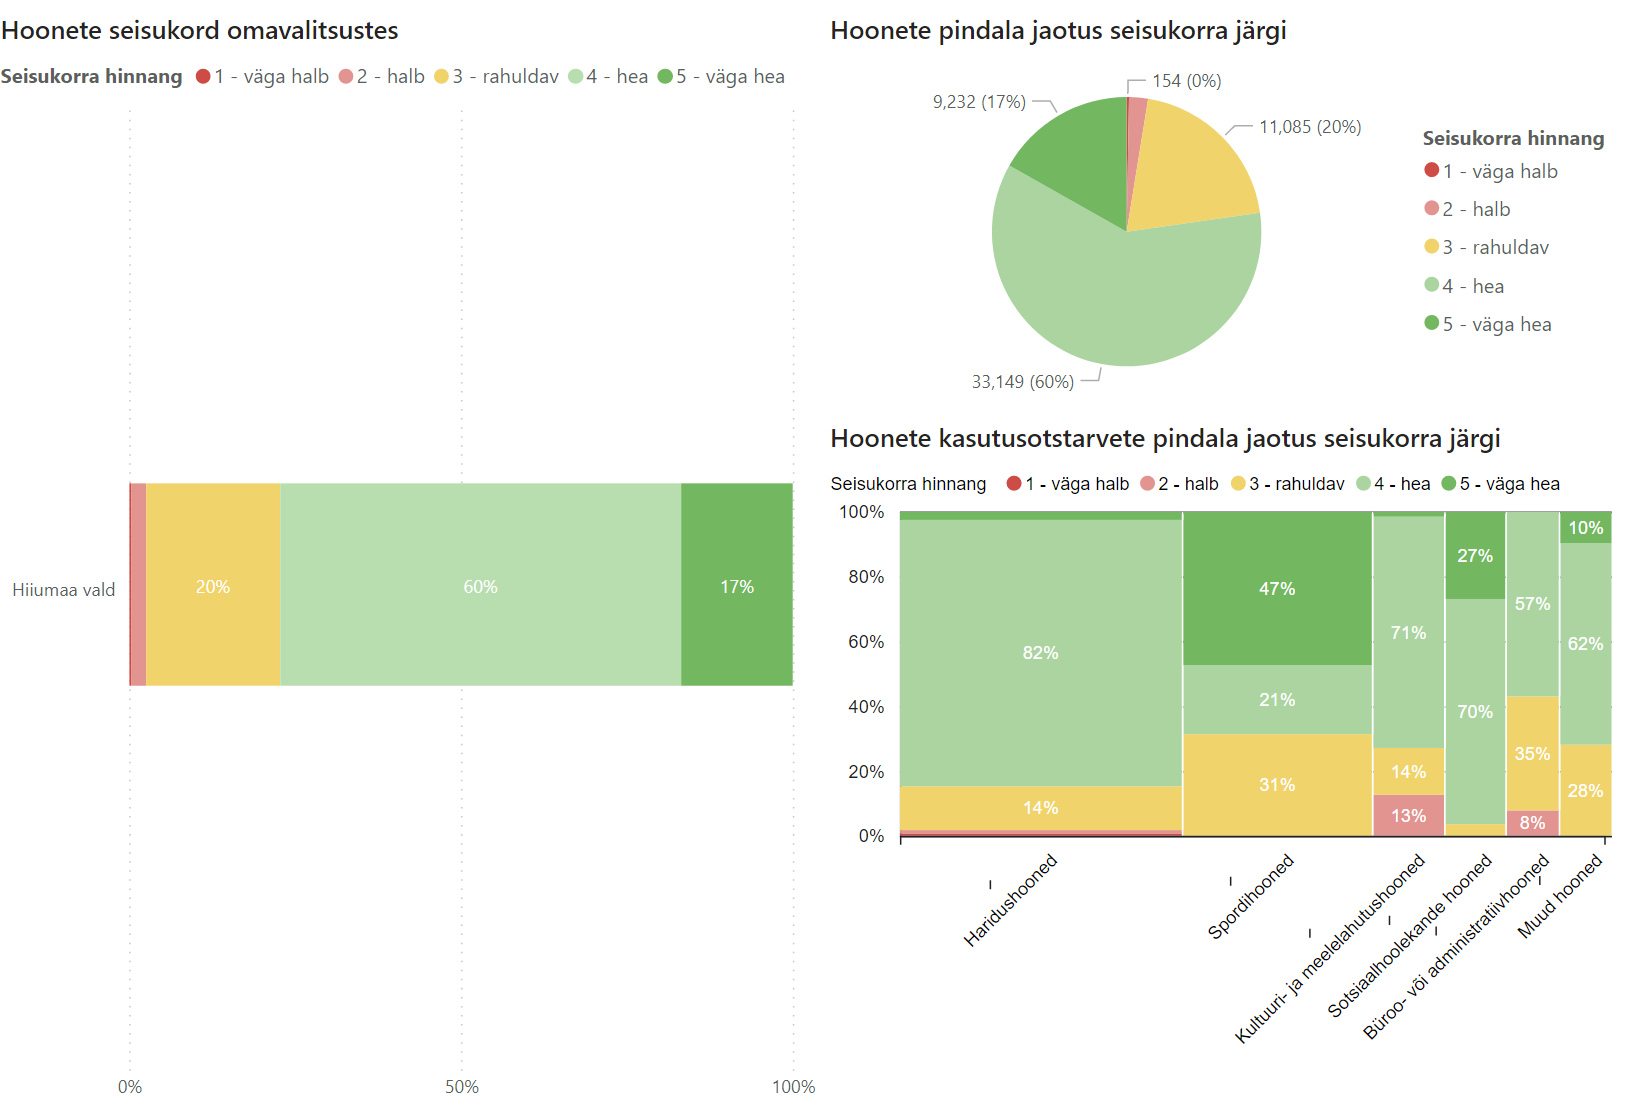 Hoonete seisukord omavalitsustes
Seisukorra hinnang 1 - väga halb 2 - halb 3 - rahuldav 4 - hea 5 - väga hea
Hiiumaa vald
20%
60%
17%
0%
50%
100%
Hoonete pindala jaotus seisukorra järgi
154 (0%)
9,232 (17%)
11,085 (20%)
33,149 (60%)
Seisukorra hinnang
1 - väga halb
2 - halb
3 - rahuldav
4 - hea
5 - väga hea
Hoonete kasutusotstarvete pindala jaotus seisukorra järgi
Seisukorra hinnang 1 - väga halb 2 - halb 3 - rahuldav 4 - hea 5 - väga hea
100%
80%
60%
40%
20%
0%
82%
14%
47%
21%
31%
71%
14%
13%
27%
70%
57%
35%
8%
10%
62%
28%
Haridushooned
Spordihooned
Kultuuri- ja meelelahutushooned
Sotsiaalhoolekande hooned
Büroo- või administratiivhooned
Muud hooned